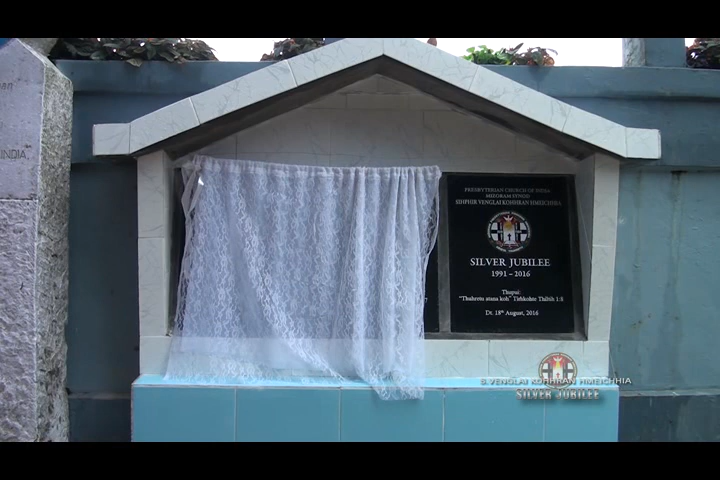 INDIA,
PRESBYTERIAN CHURCH OF INDIA
MIZORAM SYNOD
SIHPHIR VENGLAI KOHHRAN HMEICHHIA
SILVER JUBILEE
1991 - 2016
Thupui:
Dt. 18th August, 2016
S.VENGLAI KOHHRAN HMEICHHIA
SILVER JUBILEE